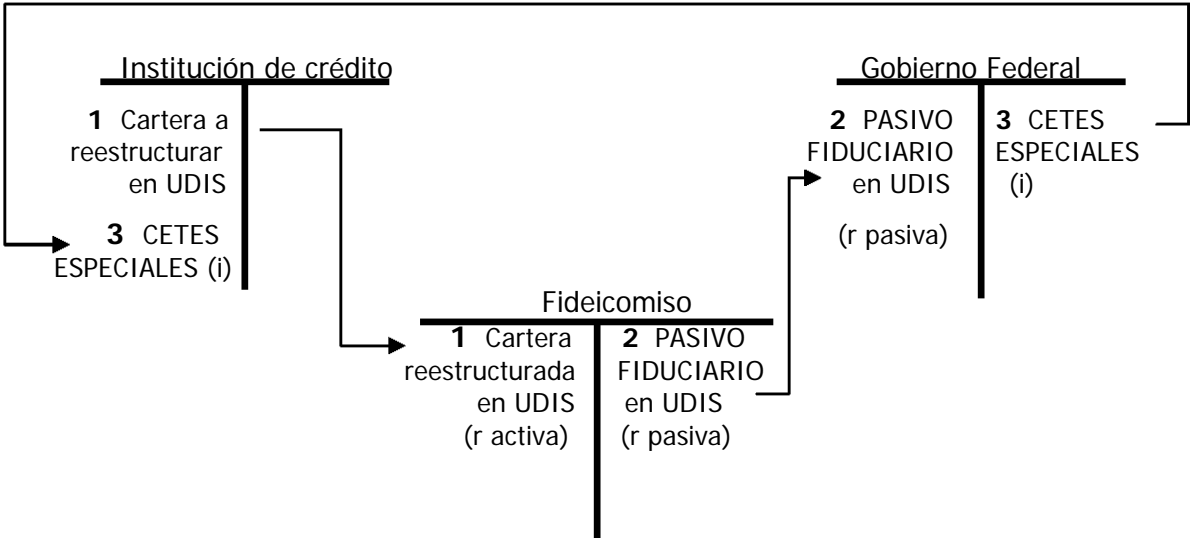 Institución de crédito
1 Cartera a
reestructurar
en UDIS
3 CETES
ESPECIALES (i)
Gobierno Federal
2 PASIVO
FIDUCIARIO
en UDIS
(r pasiva)
3 CETES
ESPECIALES
(i)
Fideicomiso
1 Cartera
reestructurada
en UDIS
(r activa)
2 PASIVO
FIDUCIARIO
en UDIS
(r pasiva)